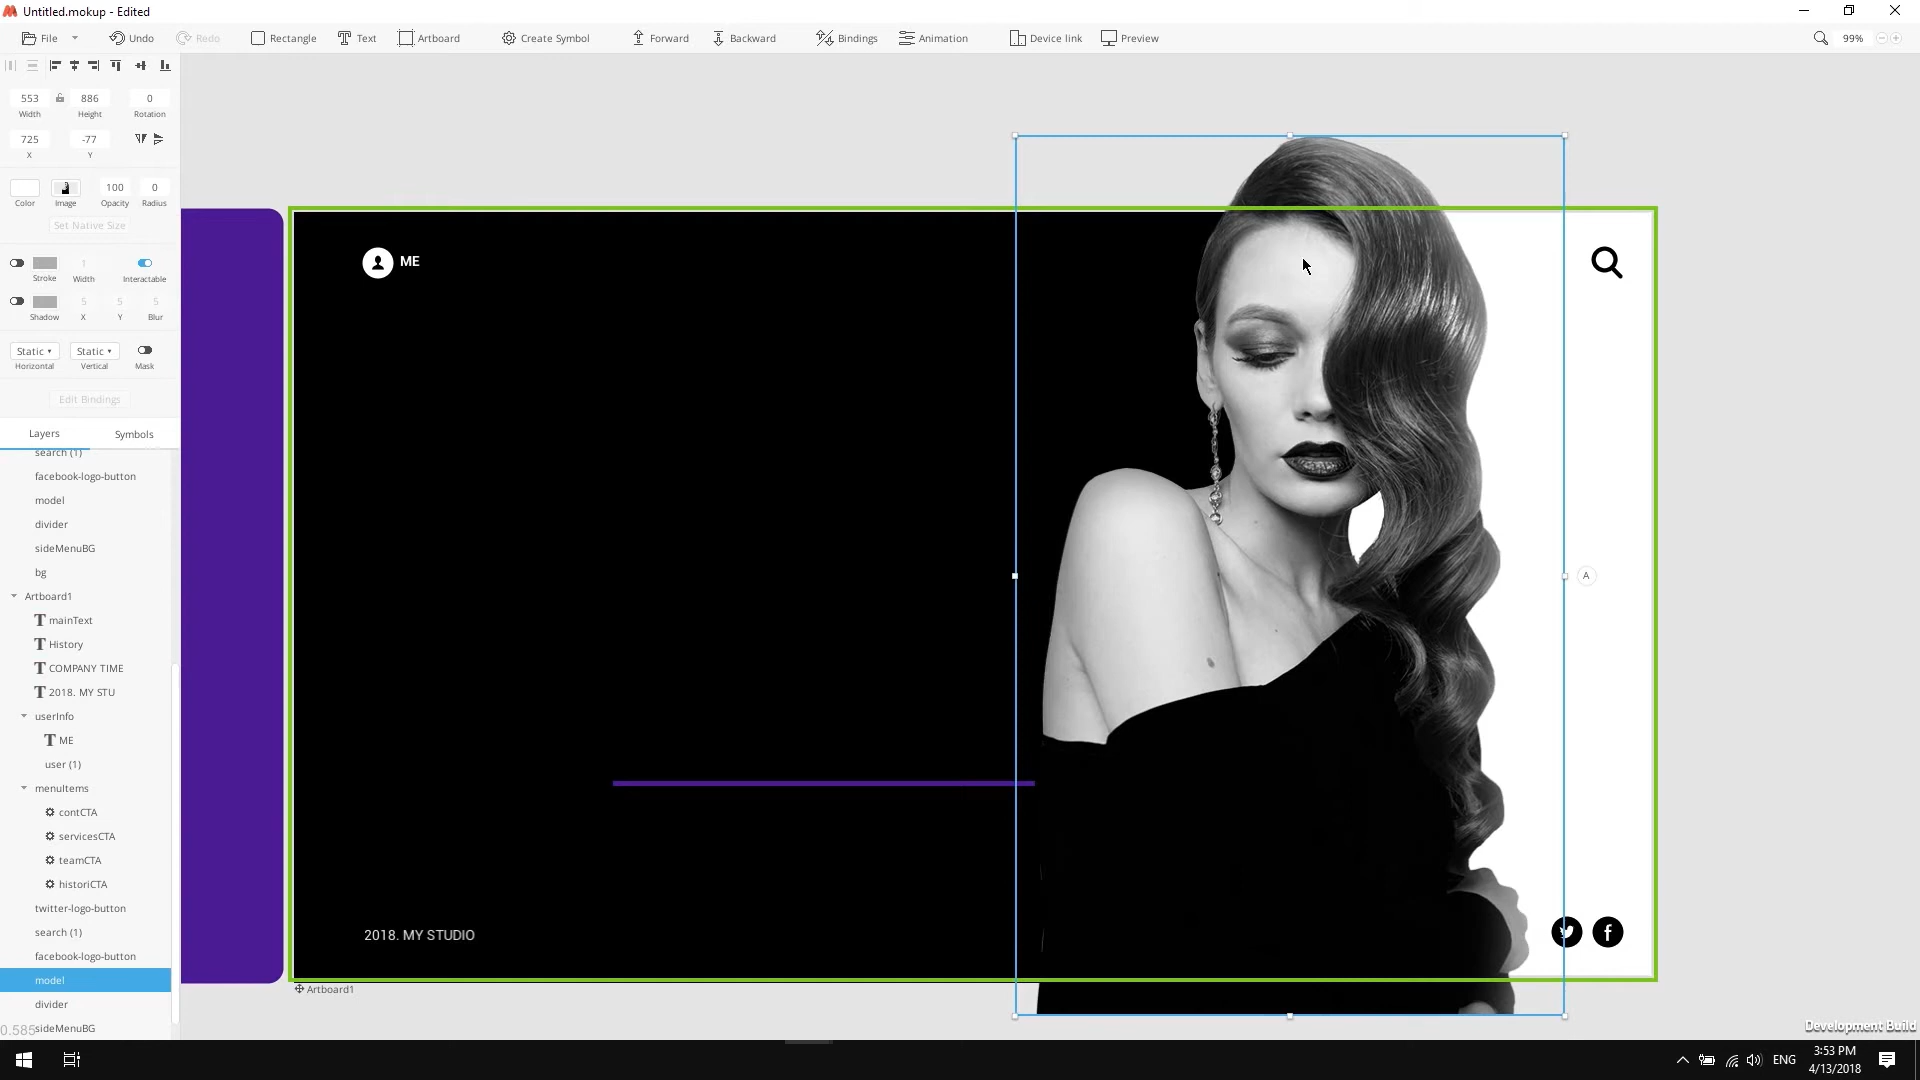 Untitled.mokup - Edited
File Undo Redo Rectangle Text Artboard Create Symbol Forward Backward Bindings Animation Device link Preview 99%
553 886 0
Width Height Rotation
725 -77
X Y
100 0
Color Image Opacity Radius
Set Native Size
Stroke Width Interactable
5 5 5
Shadow X Y Blur
Static Static
Horizontal Vertical Mask
Edit Bindings
Layers Symbols
search (1)
facebook-logo-button
model
divider
sideMenuBG
bg
Artboard1
T mainText
T History
T COMPANY TIME
T 2018. MY STU
userInfo
T ME
user (1)
menuItems
contCTA
servicesCTA
teamCTA
historiCTA
twitter-logo-button
search (1)
facebook-logo-button
model
divider
sideMenuBG
0.585
ME
A
2018. MY STUDIO
f
Artboard1
Development Build
ENG
3:53 PM
4/13/2018